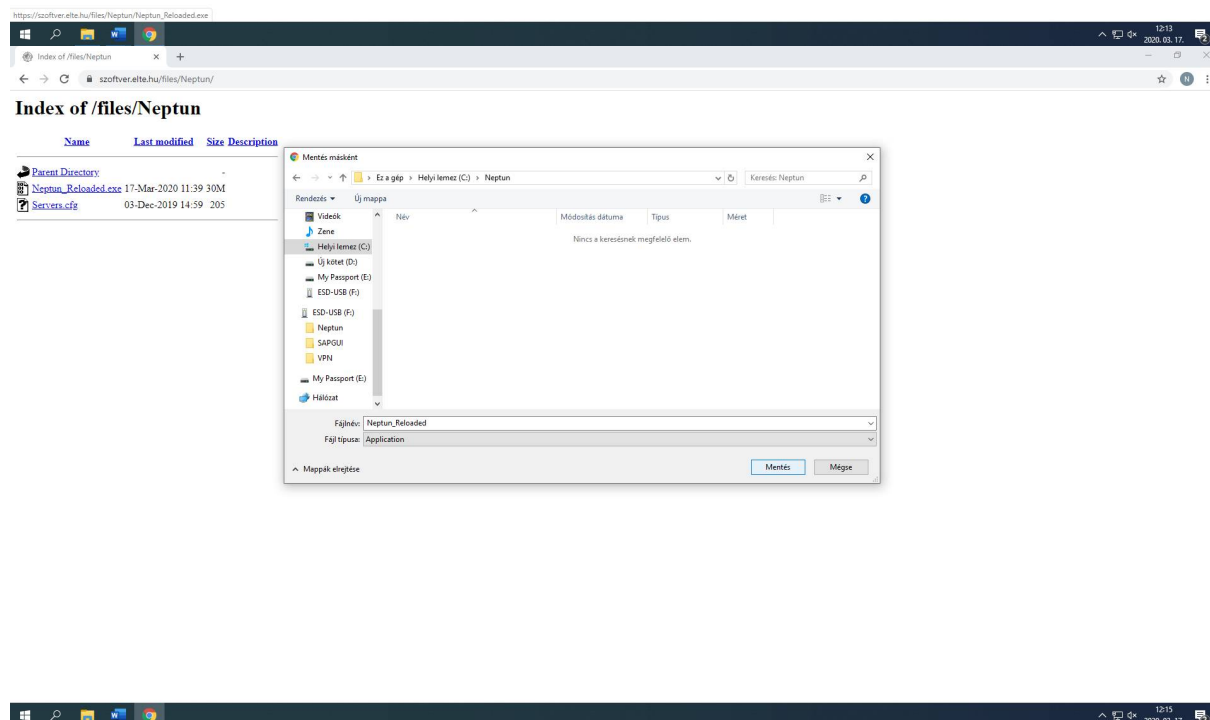 https://szoftver.elte.hu/files/Neptun/Neptun_Reloaded.exe
12:13
2020. 03. 17.
2
Index of /files/Neptun
szoftver.elte.hu/files/Neptun/
N
Index of /files/Neptun
Name Last modified Size Description
Parent Directory -
Neptun_Reloaded.exe 17-Mar-2020 11:39 30M
Servers.cfg 03-Dec-2019 14:59 205
Mentés másként
Ez a gép › Helyi lemez (C:) › Neptun
Keresés: Neptun
Rendezés Új mappa
Videók
Zene
Helyi lemez (C:)
Új kötet (D:)
My Passport (E:)
ESD-USB (F:)
ESD-USB (F:)
Neptun
SAPGUI
VPN
My Passport (E:)
Hálózat
Név Módosítás dátuma Típus Méret
Nincs a keresésnek megfelelő elem.
Fájlnév: Neptun_Reloaded
Fájl típusa: Application
Mappák elrejtése
Mentés Mégse
12:15